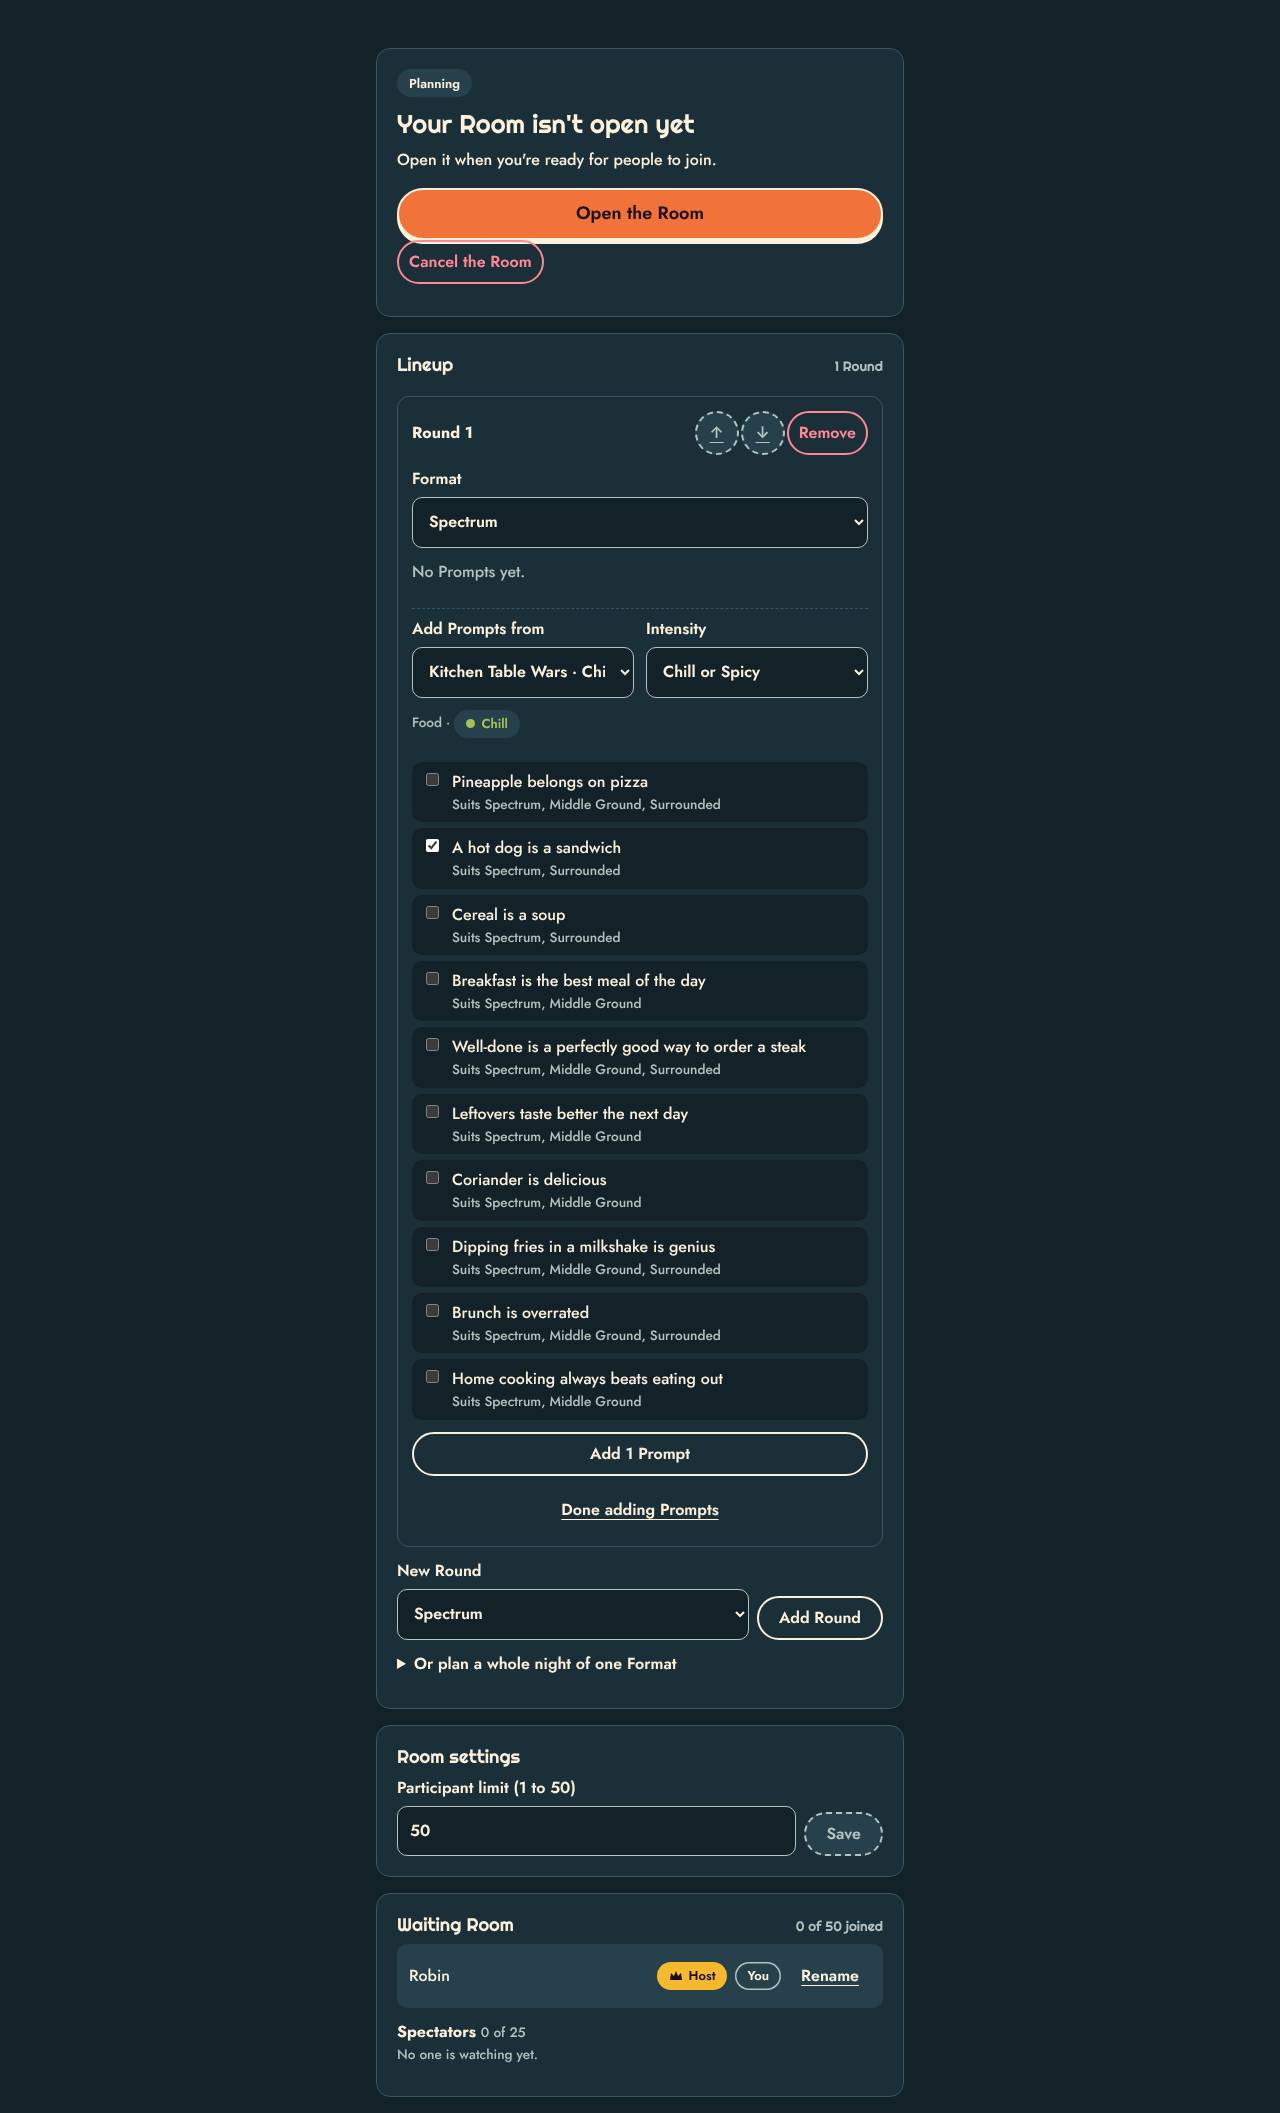 Planning
Your Room isn't open yet
Open it when you're ready for people to join.
Open the Room
Cancel the Room
Lineup
1 Round
Round 1
Remove
Format
Spectrum
No Prompts yet.
Add Prompts from
Intensity
Kitchen Table Wars · Chi
Chill or Spicy
Food · Chill
Pineapple belongs on pizza
Suits Spectrum, Middle Ground, Surrounded
A hot dog is a sandwich
Suits Spectrum, Surrounded
Cereal is a soup
Suits Spectrum, Surrounded
Breakfast is the best meal of the day
Suits Spectrum, Middle Ground
Well-done is a perfectly good way to order a steak
Suits Spectrum, Middle Ground, Surrounded
Leftovers taste better the next day
Suits Spectrum, Middle Ground
Coriander is delicious
Suits Spectrum, Middle Ground
Dipping fries in a milkshake is genius
Suits Spectrum, Middle Ground, Surrounded
Brunch is overrated
Suits Spectrum, Middle Ground, Surrounded
Home cooking always beats eating out
Suits Spectrum, Middle Ground
Add 1 Prompt
Done adding Prompts
New Round
Spectrum
Add Round
Or plan a whole night of one Format
Room settings
Participant limit (1 to 50)
50
Save
Waiting Room
0 of 50 joined
Robin
Host
You
Rename
Spectators 0 of 25
No one is watching yet.